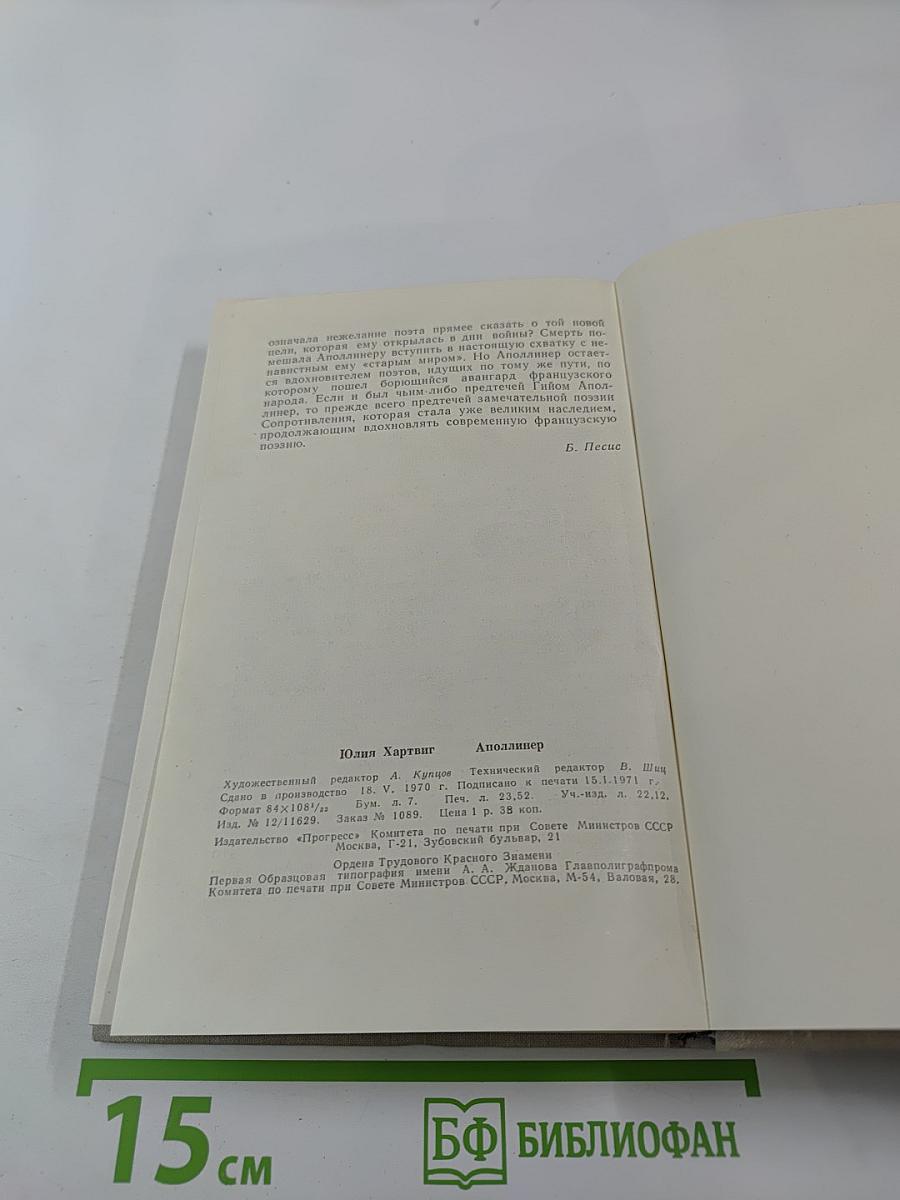 означала нежелание поэта прямее сказать о той новой
цели, которая ему открылась в дни войны? Смерть по-
мешала Аполлинеру вступить в настоящую схватку с не-
навистным ему «старым миром». Но Аполлинер остает-
ся вдохновителем поэтов, идущих по тому же пути, по
которому пошел борющийся авангард французского
народа. Если и был чьим-либо предтечей Гийом Апол-
линер, то прежде всего предтечей замечательной поэзии
Сопротивления, которая стала уже великим наследием,
продолжающим вдохновлять современную французскую
поэзию.
Б. Песис
Юлия Хартвиг Аполлинер
Художественный редактор А. Купцов Технический редактор В. Шиц
Сдано в производство 18. V. 1970 г. Подписано к печати 15.I.1971 г.
Формат 84×108¹/₃₂ Бум. л. 7. Печ. л. 23,52. Уч.-изд. л. 22,12.
Изд. № 12/11629. Заказ № 1089. Цена 1 р. 38 коп.
Издательство «Прогресс» Комитета по печати при Совете Министров СССР
Москва, Г-21, Зубовский бульвар, 21
Ордена Трудового Красного Знамени
Первая Образцовая типография имени А. А. Жданова Главполиграфпрома
Комитета по печати при Совете Министров СССР, Москва, М-54, Валовая, 28.
15 см БФ БИБЛИОФАН